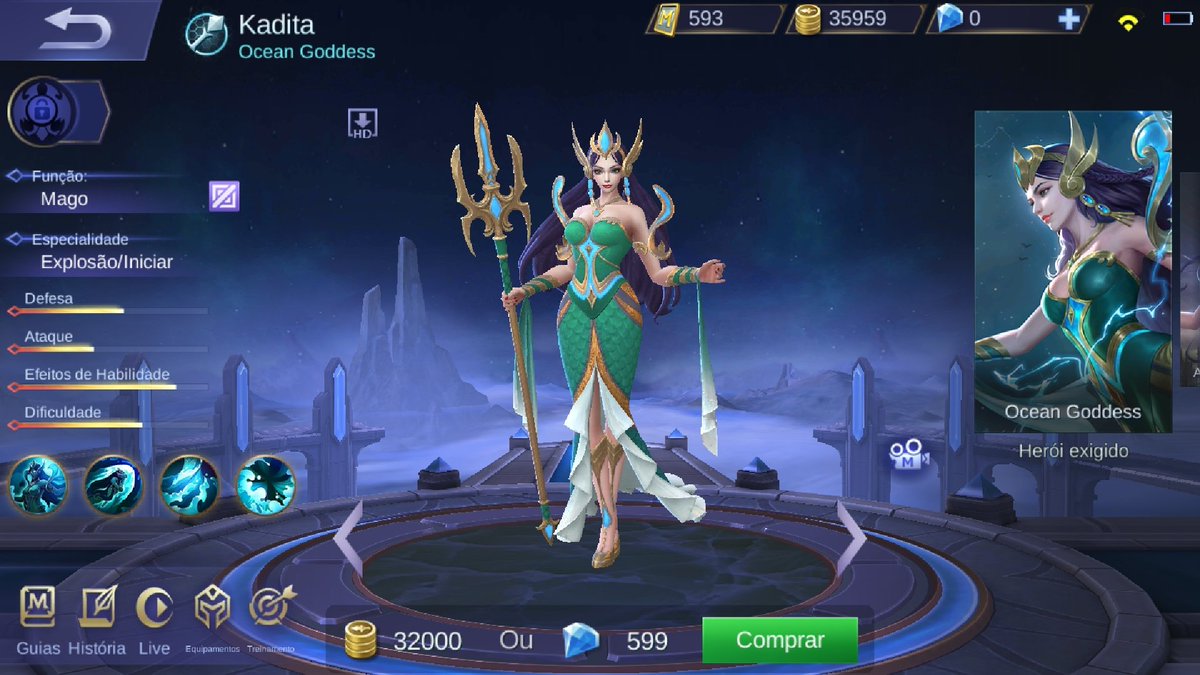 Kadita
Ocean Goddess
593
35959
0
HD
Função:
Mago
Especialidade
Explosão/Iniciar
Defesa
Ataque
Efeitos de Habilidade
Dificuldade
Ocean Goddess
Herói exigido
M
Guias
História
Live
Equipamentos
Treinamento
32000
Ou
599
Comprar